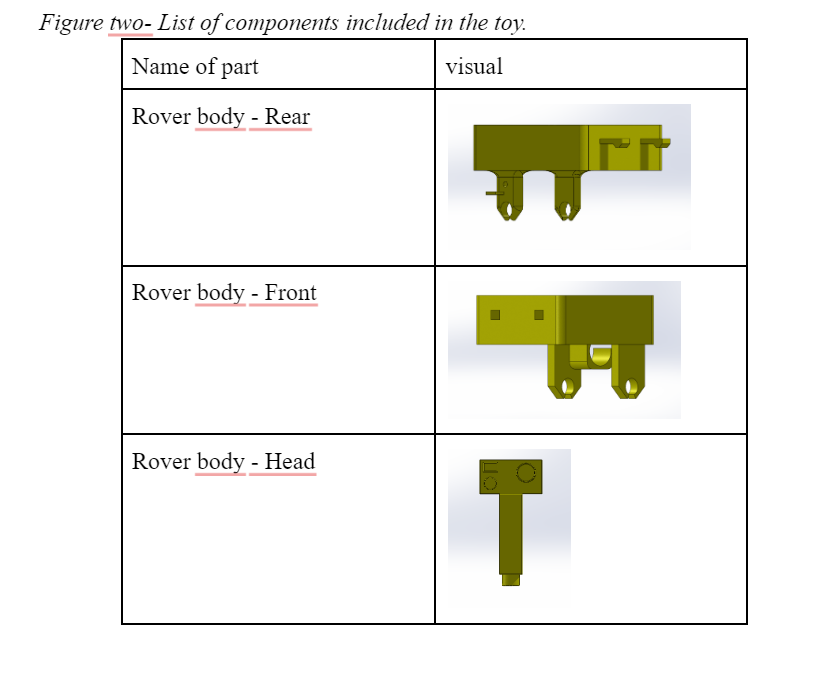 Figure two- List of components included in the toy.
Name of part
visual
Rover body - Rear
Rover body - Front
Rover body - Head